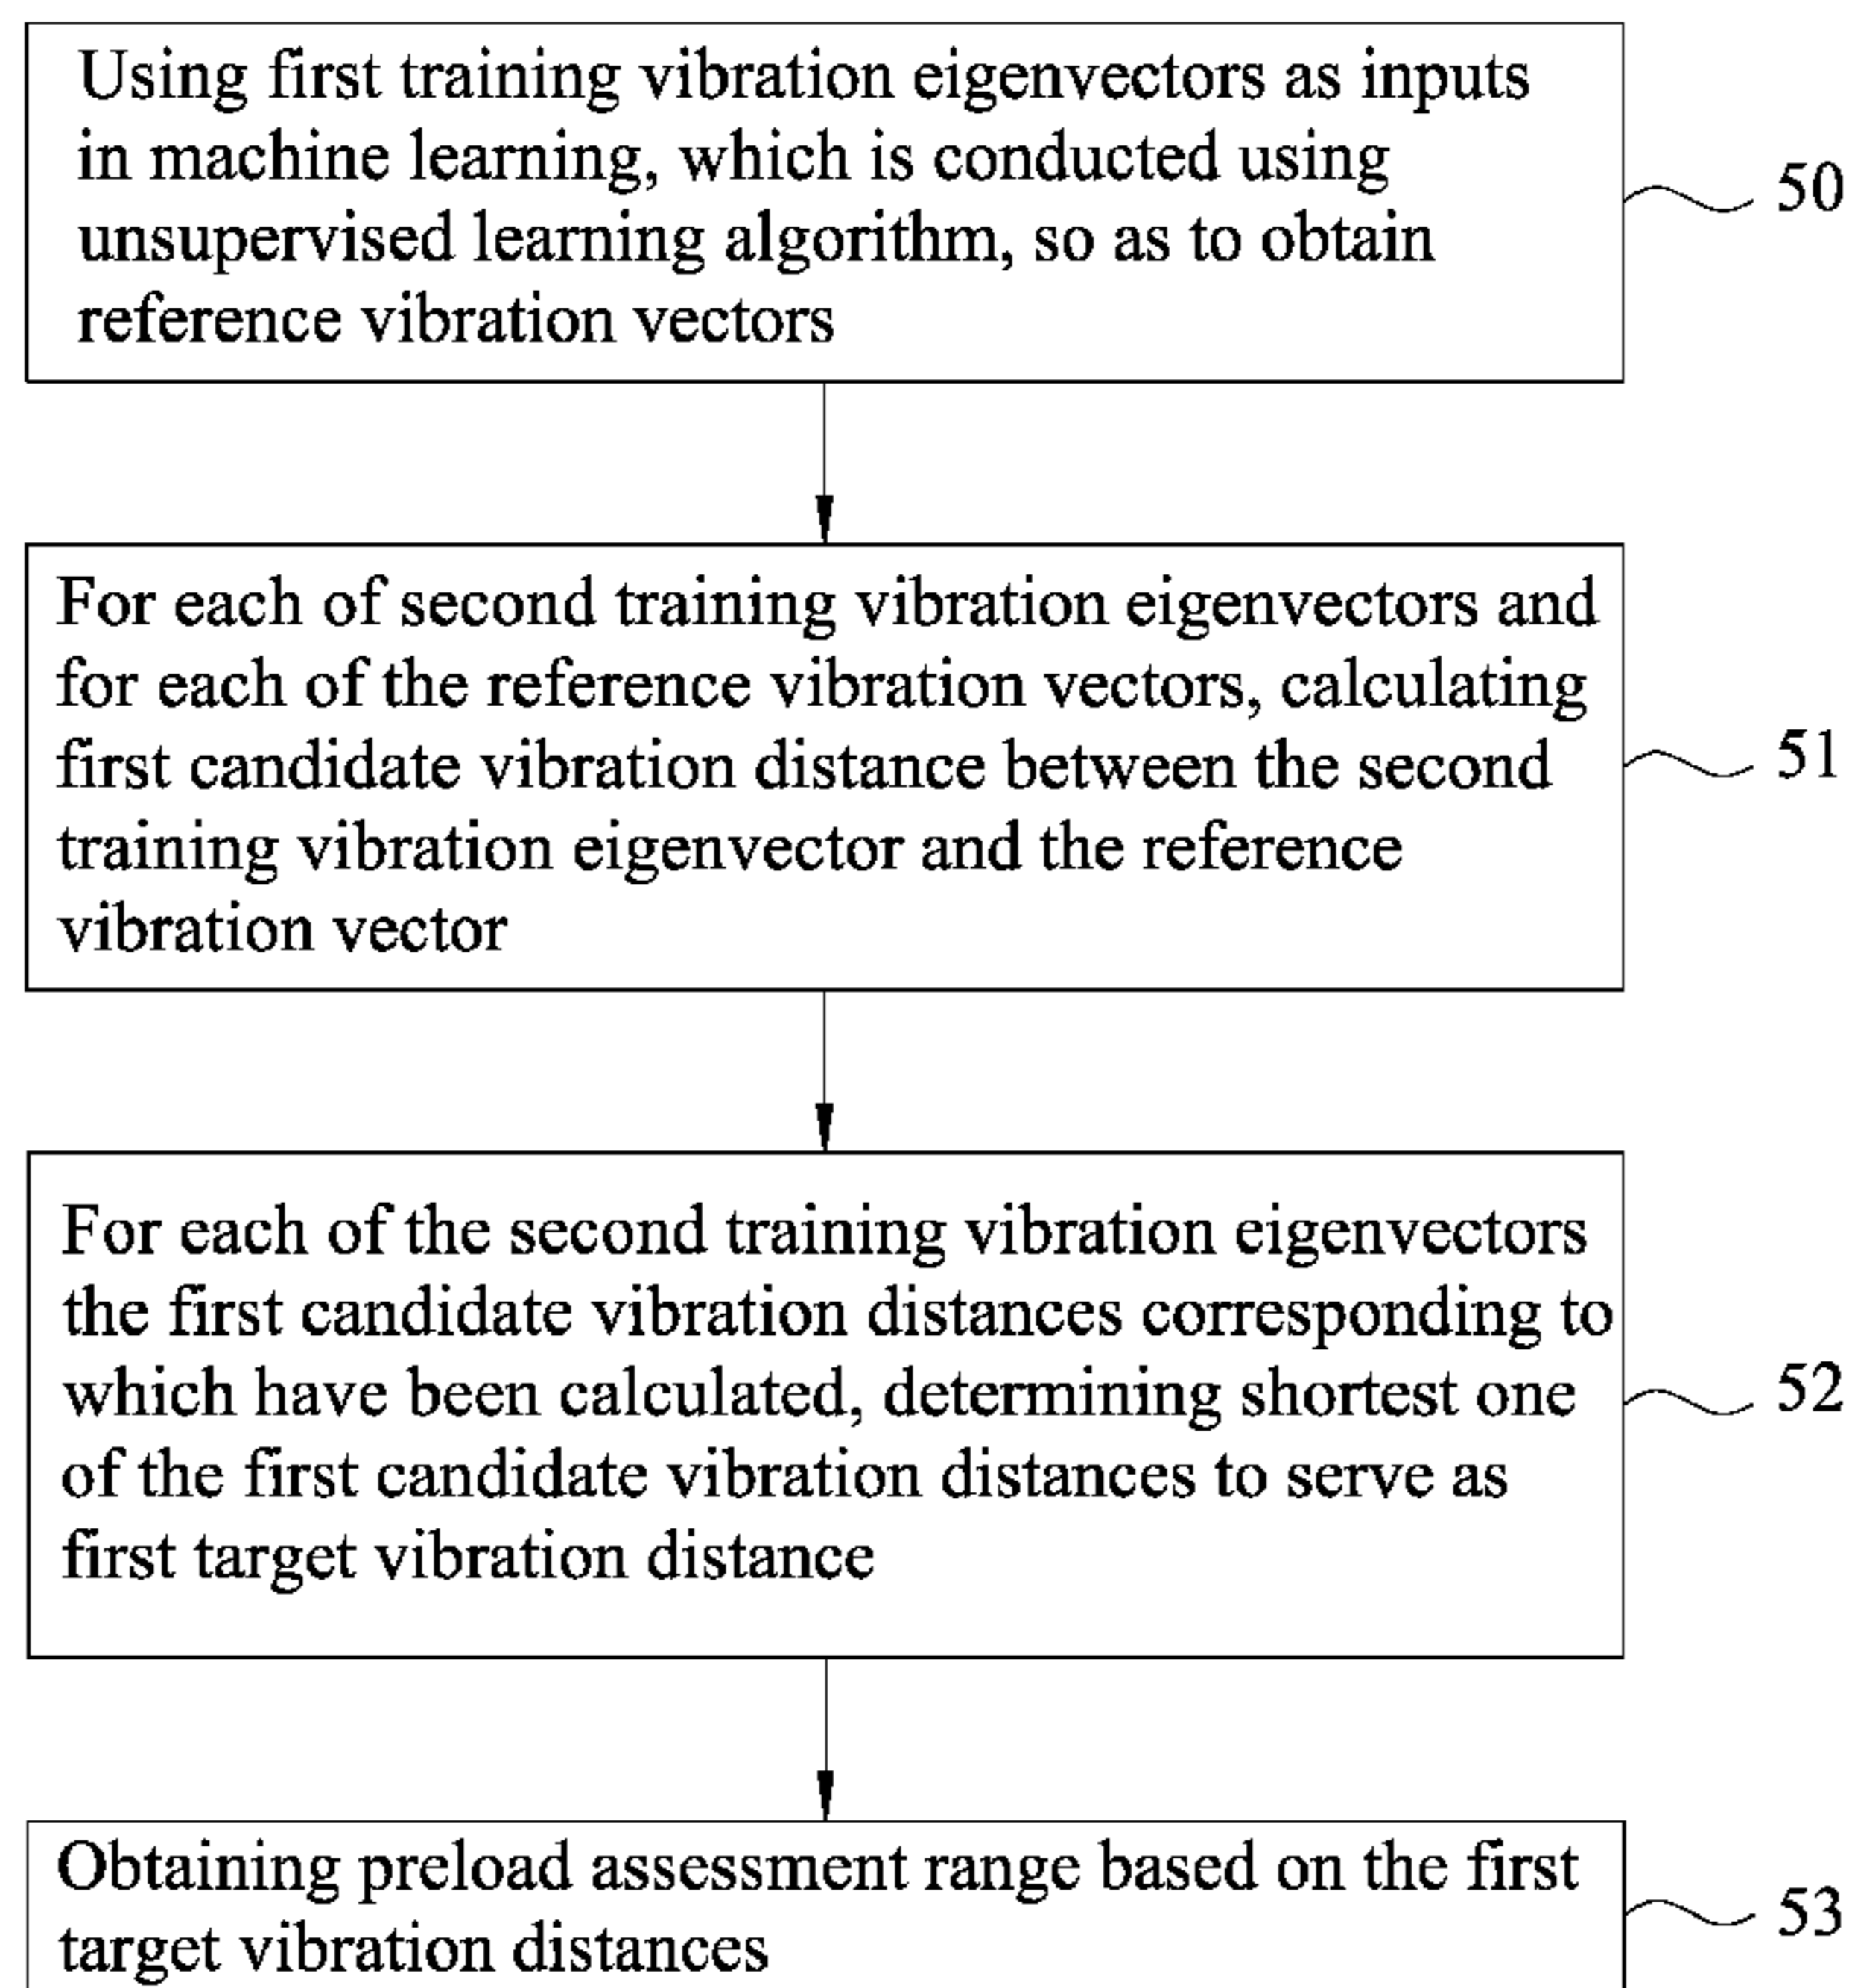 Using first training vibration eigenvectors as inputs
in machine learning, which is conducted using
unsupervised learning algorithm, so as to obtain
reference vibration vectors
50
For each of second training vibration eigenvectors and
for each of the reference vibration vectors, calculating
first candidate vibration distance between the second
training vibration eigenvector and the reference
vibration vector
51
For each of the second training vibration eigenvectors
the first candidate vibration distances corresponding to
which have been calculated, determining shortest one
of the first candidate vibration distances to serve as
first target vibration distance
52
Obtaining preload assessment range based on the first
target vibration distances
53